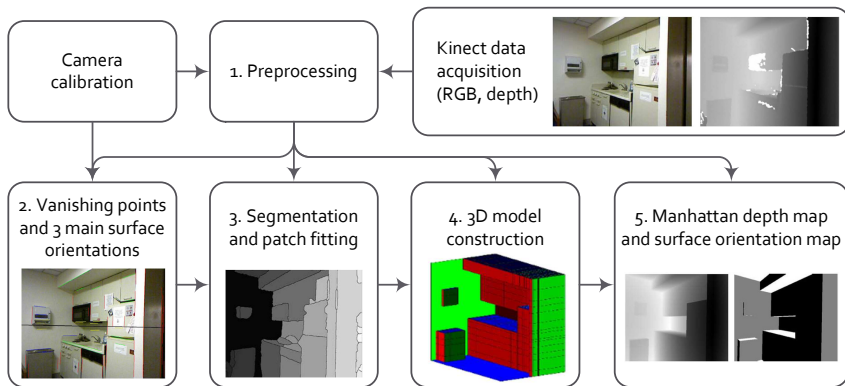 Camera
calibration
1. Preprocessing
Kinect data
acquisition
(RGB, depth)
2. Vanishing points
and 3 main surface
orientations
3. Segmentation
and patch fitting
4. 3D model
construction
5. Manhattan depth map
and surface orientation map